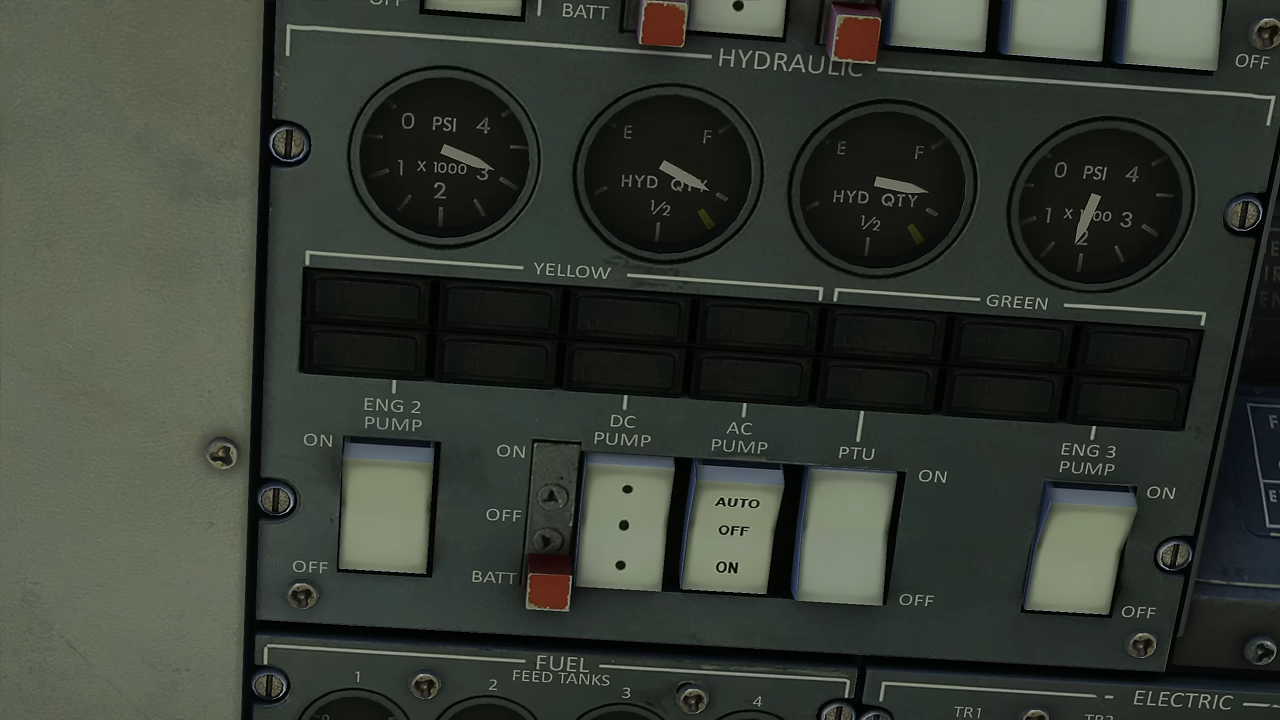 OFF
BATT
OFF
HYDRAULIC
0 PSI 4
1 X 1000 3
2
E F
HYD QTY
1/2
E F
HYD QTY
1/2
0 PSI 4
1 3
2
YELLOW
GREEN
ENG 2
PUMP
DC
PUMP
AC
PUMP
PTU
ENG 3
PUMP
ON
OFF
ON
OFF
BATT
AUTO
OFF
ON
ON
OFF
ON
OFF
FUEL
FEED TANKS
1 2 3 4
ELECTRIC
TR1
TR2